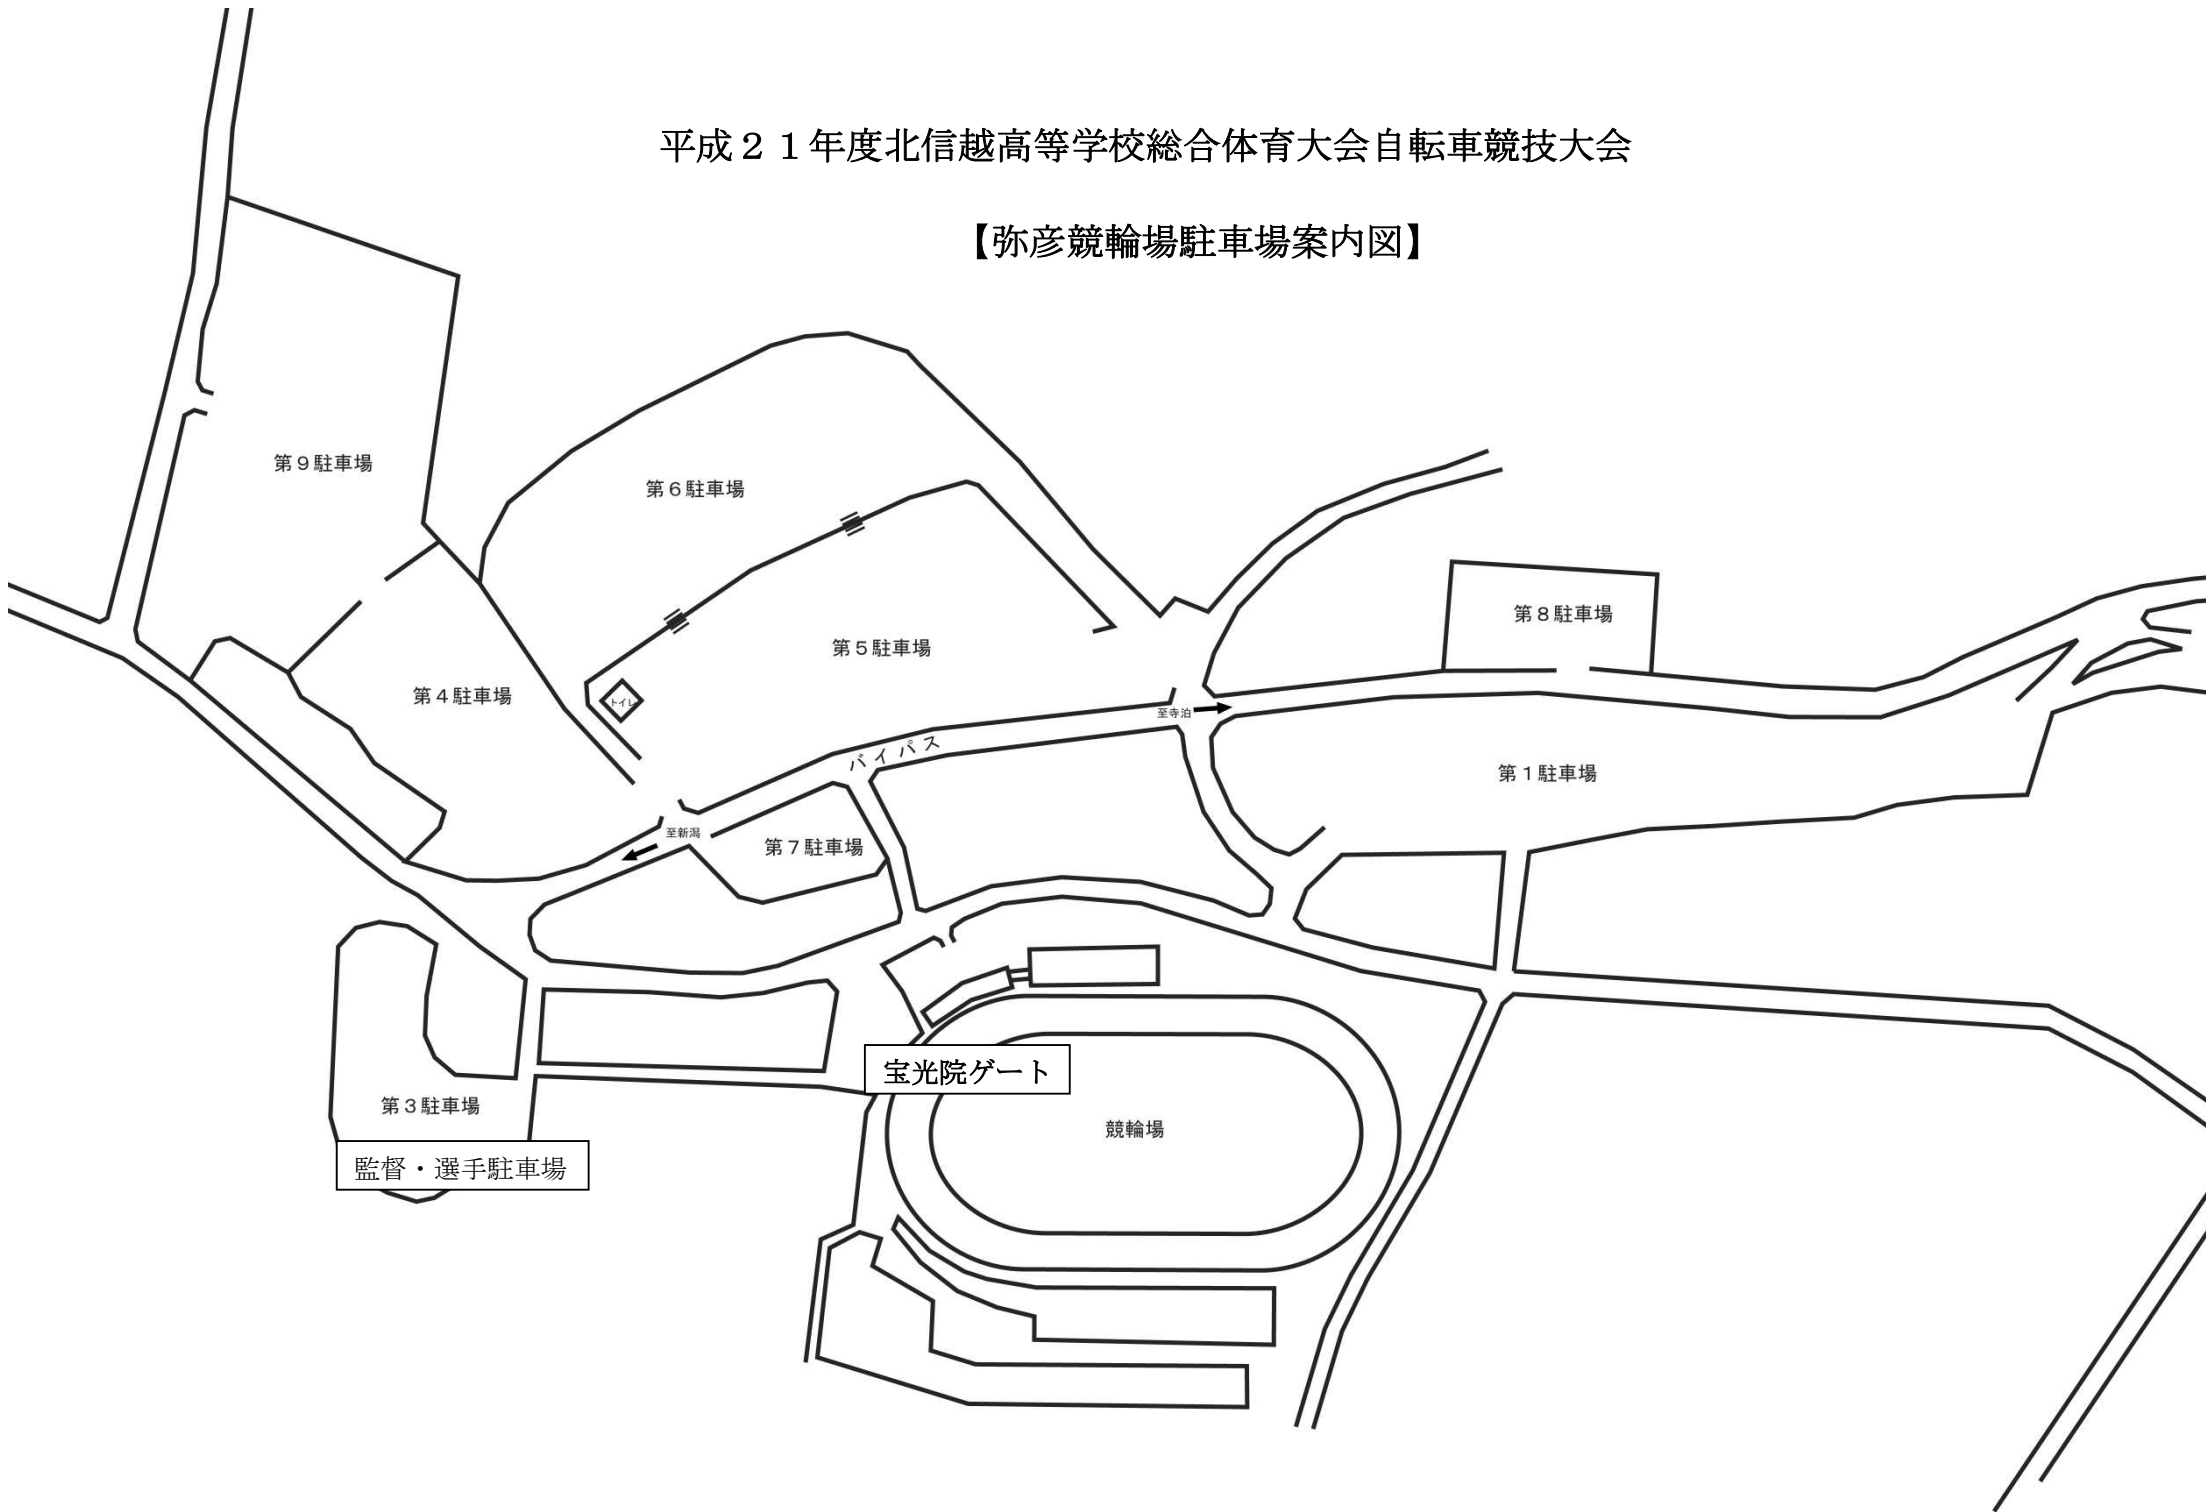 平成２１年度北信越高等学校総合体育大会自転車競技大会
【弥彦競輪場駐車場案内図】
第９駐車場
第６駐車場
第８駐車場
第５駐車場
第４駐車場
トイレ
至寺泊
バイパス
第１駐車場
至新潟
第７駐車場
宝光院ゲート
第３駐車場
競輪場
監督・選手駐車場